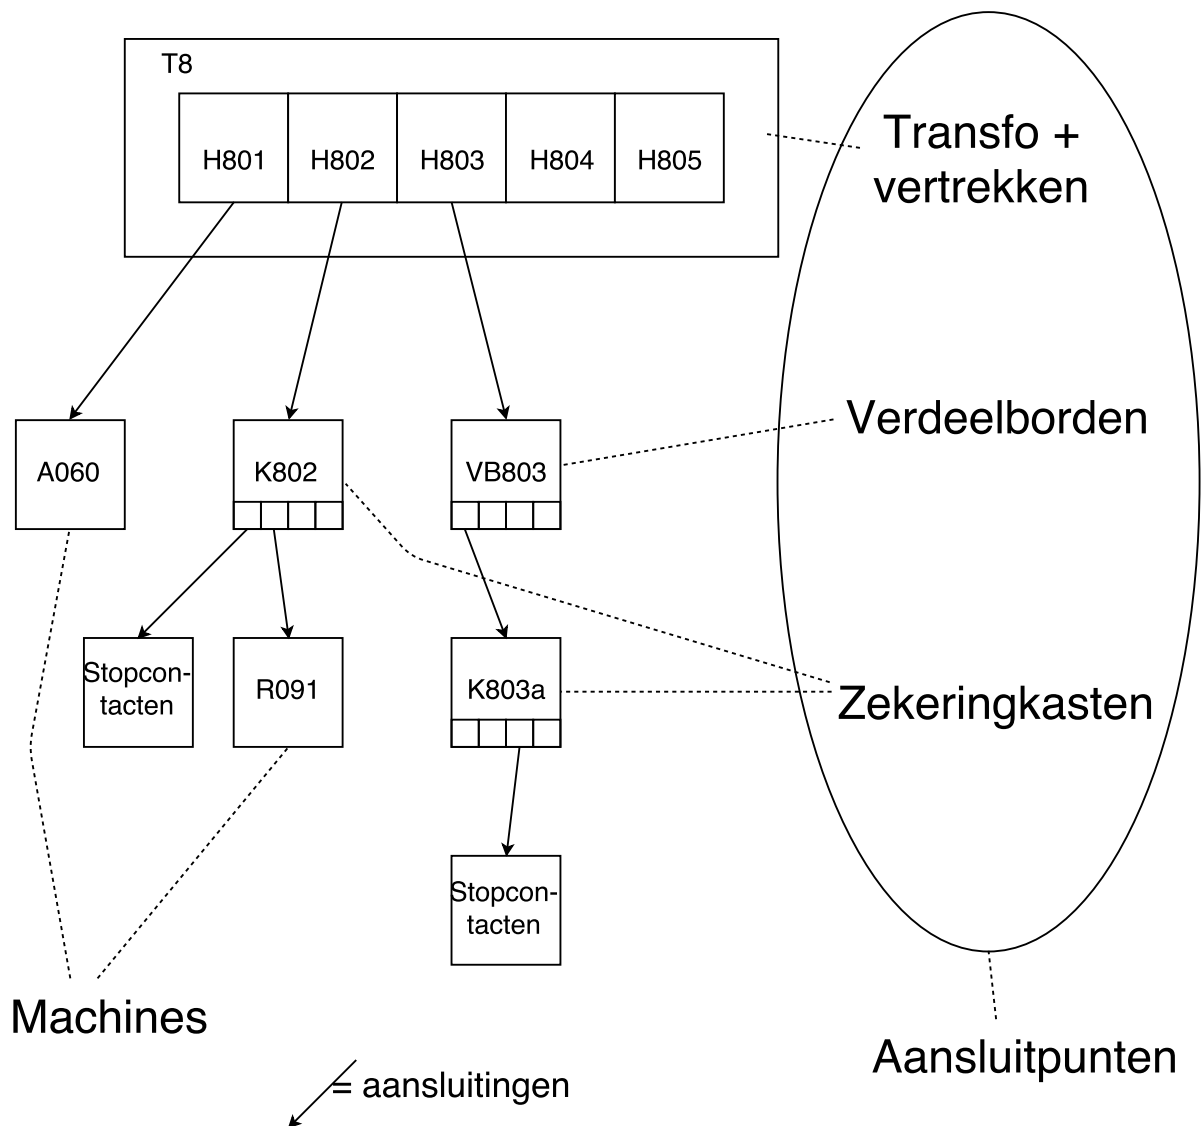 T8
H801
H802
H803
H804
H805
Transfo +
vertrekken
A060
K802
VB803
Verdeelborden
Stopcon-
tacten
R091
K803a
Zekeringkasten
Stopcon-
tacten
Machines
Aansluitpunten
= aansluitingen